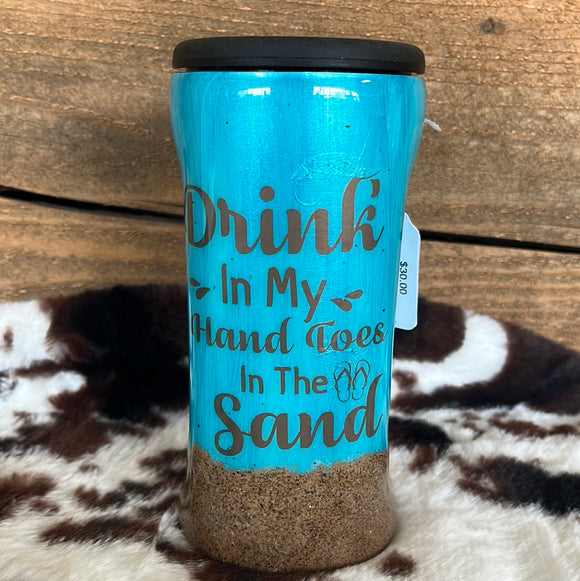 Drink
In My
Hand Toes
In The
Sand
$30.00